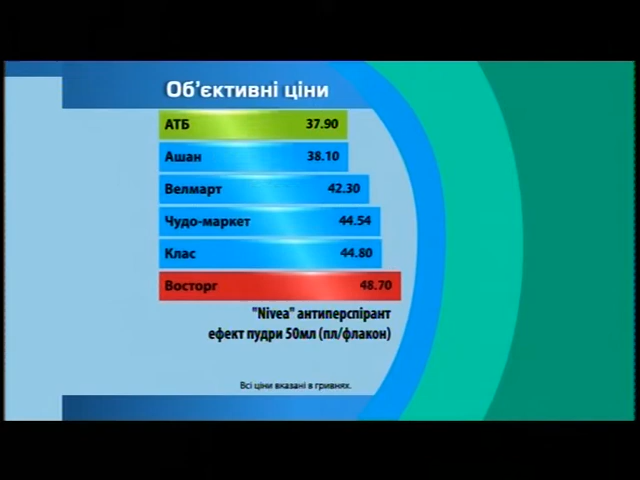 Об'єктивні ціни
АТБ 37.90
Ашан 38.10
Велмарт 42.30
Чудо-маркет 44.54
Клас 44.80
Восторг 48.70
"Nivea" антиперспірант
ефект пудри 50мл (пл/флакон)
Всі ціни вказані в гривнях.